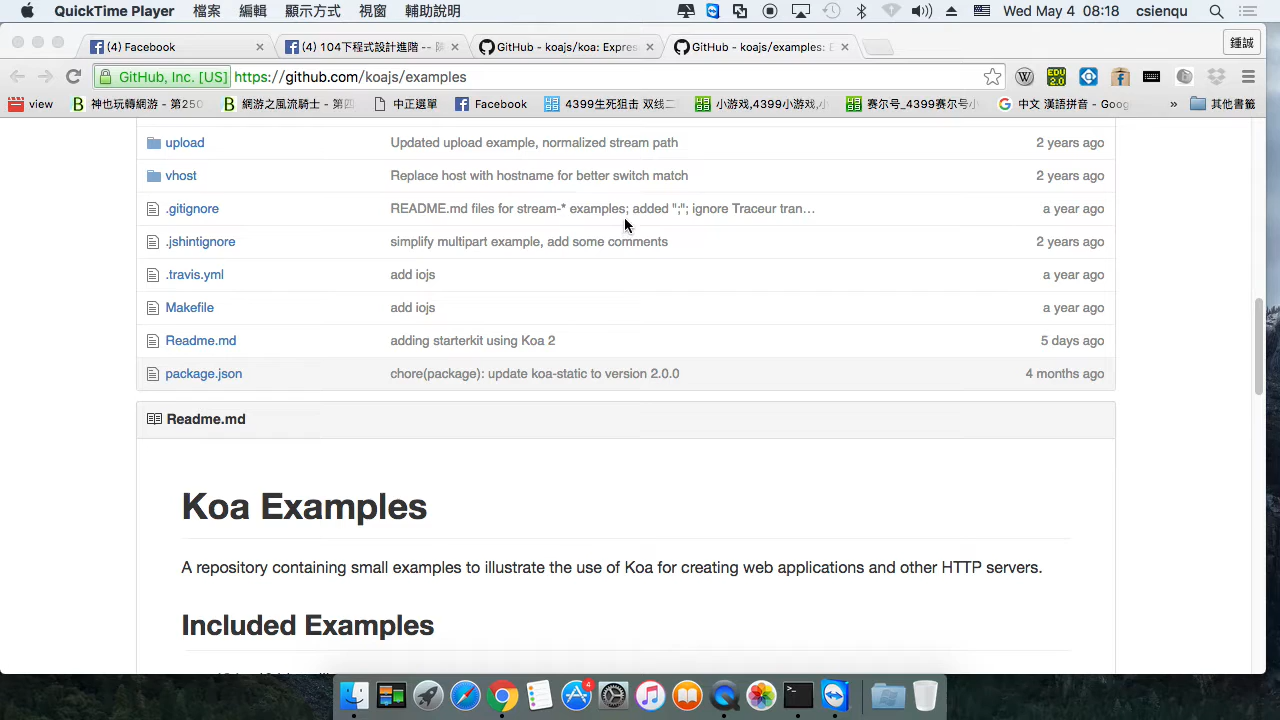 QuickTime Player 檔案 編輯 顯示方式 視窗 輔助說明 Wed May 4 08:18 csienqu
(4) Facebook × (4) 104下程式設計進階 -- × GitHub - koajs/koa: Expres × GitHub - koajs/examples: E × 鍾誠
GitHub, Inc. [US] https://github.com/koajs/examples
view 神也玩轉網游 - 第250 網游之風流騎士 - 第四 中正選單 Facebook 4399生死狙击 双线二 小游戏,4399小游戏,小 赛尔号_4399赛尔号小 中文 漢語拼音 - Goog » 其他書籤
upload Updated upload example, normalized stream path 2 years ago
vhost Replace host with hostname for better switch match 2 years ago
.gitignore README.md files for stream-* examples; added ";"; ignore Traceur tran… a year ago
.jshintignore simplify multipart example, add some comments 2 years ago
.travis.yml add iojs a year ago
Makefile add iojs a year ago
Readme.md adding starterkit using Koa 2 5 days ago
package.json chore(package): update koa-static to version 2.0.0 4 months ago
Readme.md
Koa Examples
A repository containing small examples to illustrate the use of Koa for creating web applications and other HTTP servers.
Included Examples